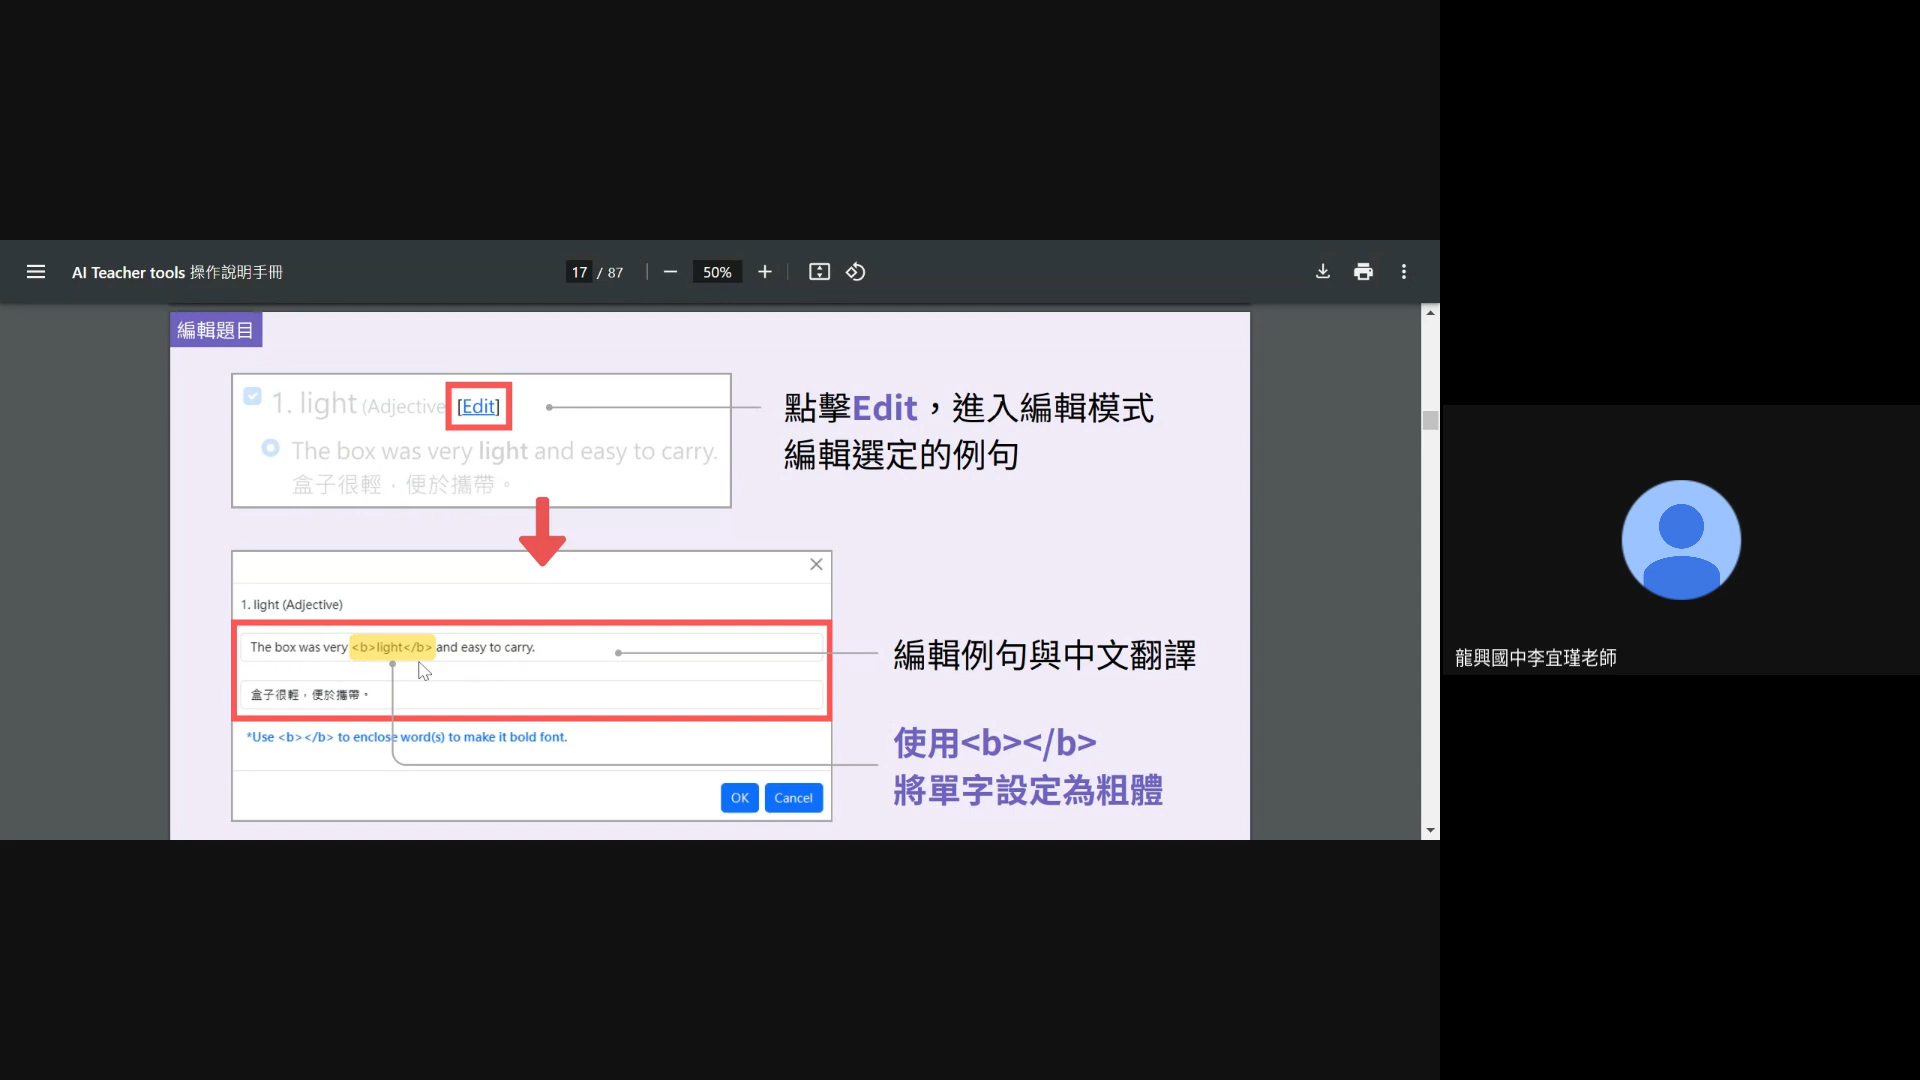 AI Teacher tools 操作說明手冊
17 / 87
50%
編輯題目
1. light (Adjective [Edit]
The box was very light and easy to carry.
盒子很輕，便於攜帶。
點擊Edit，進入編輯模式
編輯選定的例句
1. light (Adjective)
The box was very <b>light</b> and easy to carry.
盒子很輕，便於攜帶。
*Use <b></b> to enclose word(s) to make it bold font.
OK Cancel
編輯例句與中文翻譯
使用<b></b>
將單字設定為粗體
龍興國中李宜瑾老師